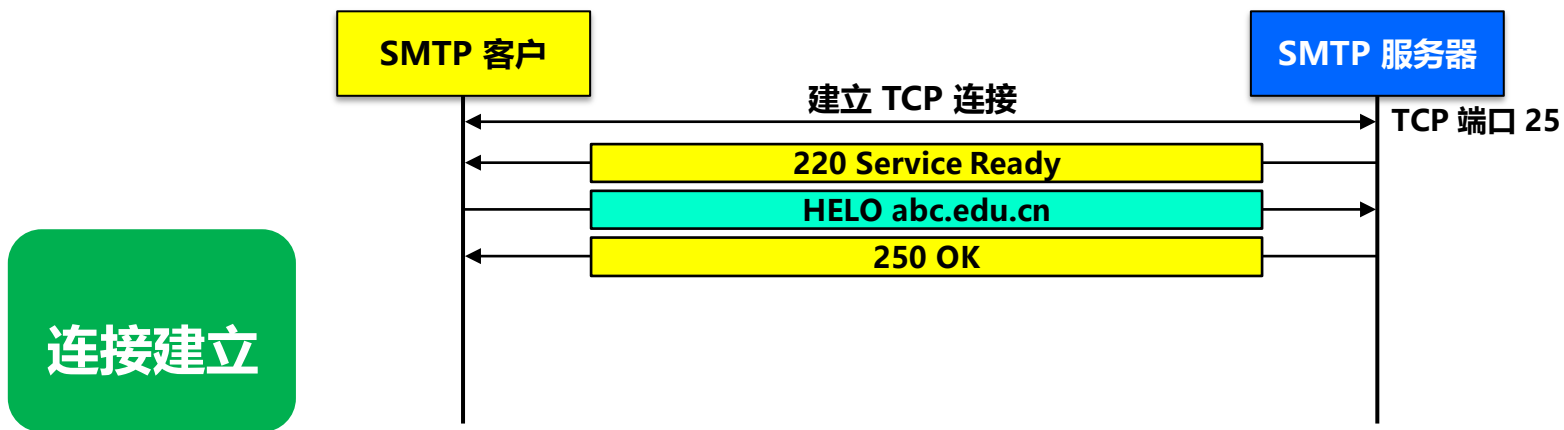 SMTP 客户
SMTP 服务器
建立 TCP 连接
TCP 端口 25
220 Service Ready
HELO abc.edu.cn
250 OK
连接建立